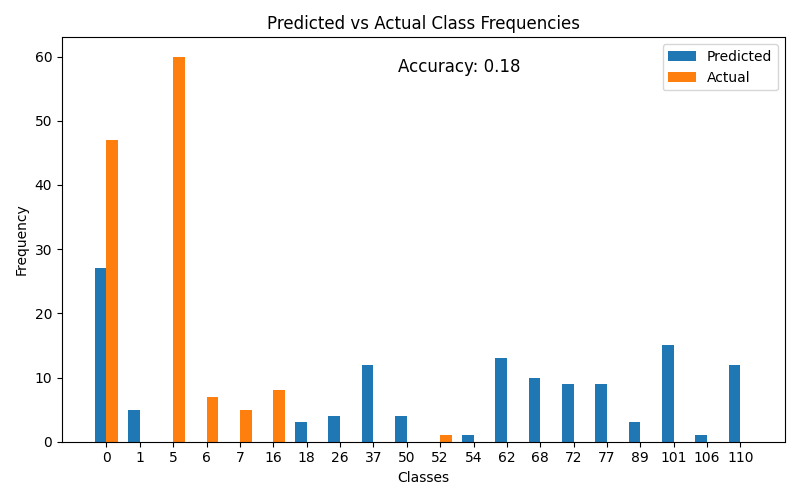 Predicted vs Actual Class Frequencies
Accuracy: 0.18
Predicted
Actual
Frequency
60
50
40
30
20
10
0
0 1 5 6 7 16 18 26 37 50 52 54 62 68 72 77 89 101 106 110
Classes